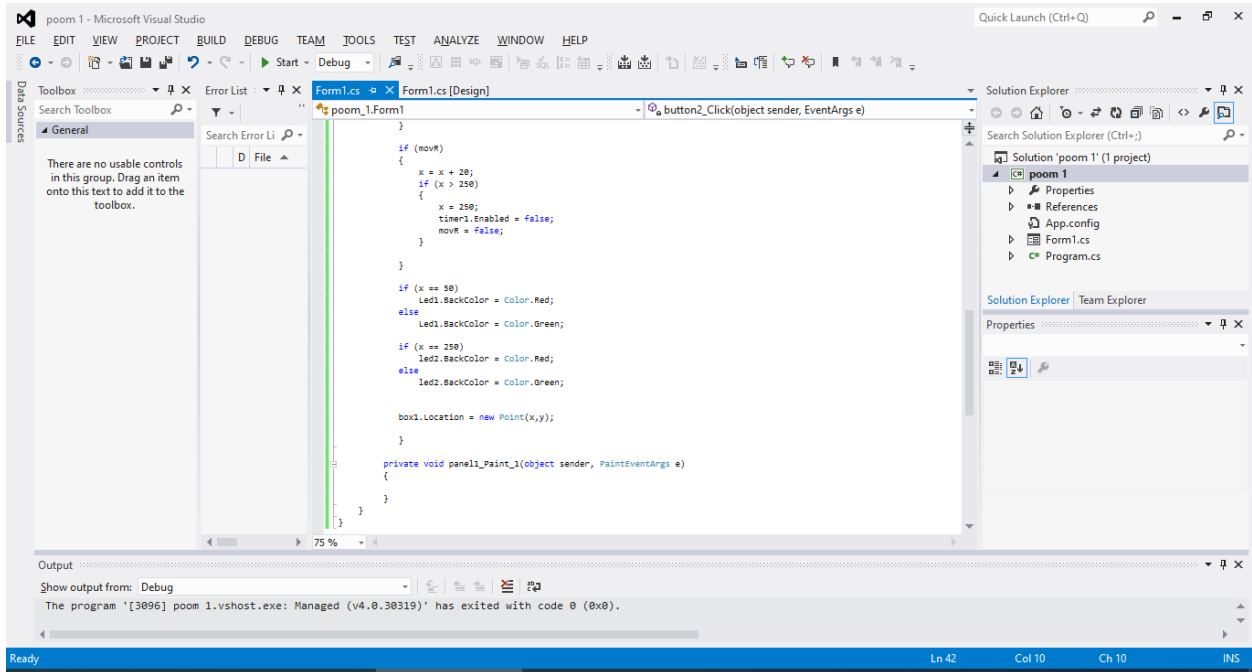 poom 1 - Microsoft Visual Studio
Quick Launch (Ctrl+Q)
FILE EDIT VIEW PROJECT BUILD DEBUG TEAM TOOLS TEST ANALYZE WINDOW HELP
Start Debug
Data Sources
Toolbox
Search Toolbox
General
There are no usable controls
in this group. Drag an item
onto this text to add it to the
toolbox.
Error List
Search Error Li
D File
Form1.cs Form1.cs [Design]
poom_1.Form1 button2_Click(object sender, EventArgs e)
}
if (movR)
{
x = x + 20;
if (x > 250)
{
x = 250;
timer1.Enabled = false;
movR = false;
}
}
if (x == 50)
Led1.BackColor = Color.Red;
else
Led1.BackColor = Color.Green;
if (x == 250)
led2.BackColor = Color.Red;
else
led2.BackColor = Color.Green;
box1.Location = new Point(x,y);
}
private void panel1_Paint_1(object sender, PaintEventArgs e)
{
}
}
}
75 %
Solution Explorer
Search Solution Explorer (Ctrl+;)
Solution 'poom 1' (1 project)
C# poom 1
Properties
References
App.config
Form1.cs
C# Program.cs
Solution Explorer Team Explorer
Properties
Output
Show output from: Debug
The program '[3096] poom 1.vshost.exe: Managed (v4.0.30319)' has exited with code 0 (0x0).
Ready Ln 42 Col 10 Ch 10 INS